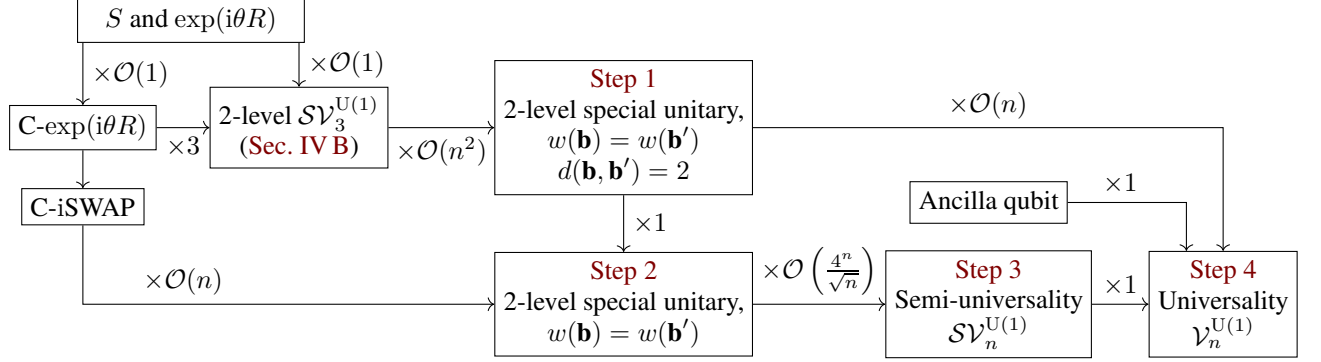 S and exp(iθR)
×𝒪(1)
×𝒪(1)
C-exp(iθR)
×3
2-level 𝒮𝒱₃^U(1)
(Sec. IV B)
×𝒪(n²)
Step 1
2-level special unitary,
w(𝐛) = w(𝐛′)
d(𝐛, 𝐛′) = 2
×𝒪(n)
C-iSWAP
×1
Ancilla qubit
×1
×𝒪(n)
Step 2
2-level special unitary,
w(𝐛) = w(𝐛′)
×𝒪(4ⁿ/√n)
Step 3
Semi-universality
𝒮𝒱ₙ^U(1)
×1
Step 4
Universality
𝒱ₙ^U(1)